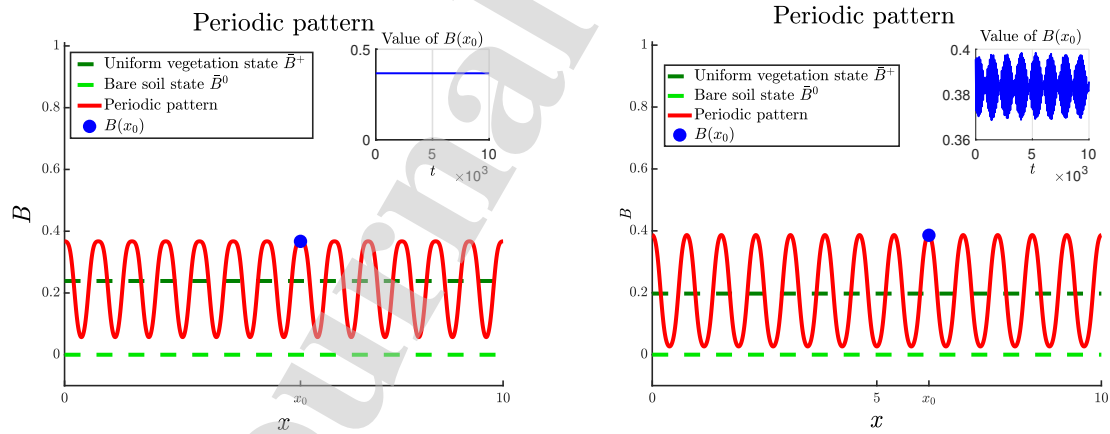 Periodic pattern
Uniform vegetation state B̄⁺
Bare soil state B̄⁰
Periodic pattern
B(x₀)
Value of B(x₀)
0.5
0
0 5 10
t ×10³
1
0.8
0.6
0.4
0.2
0
B
0 x₀ 10
x
Periodic pattern
Uniform vegetation state B̄⁺
Bare soil state B̄⁰
Periodic pattern
B(x₀)
Value of B(x₀)
0.4
0.38
0.36
0 5 10
t ×10³
1
0.8
0.6
0.4
0.2
0
B
0 5 x₀ 10
x
ournal